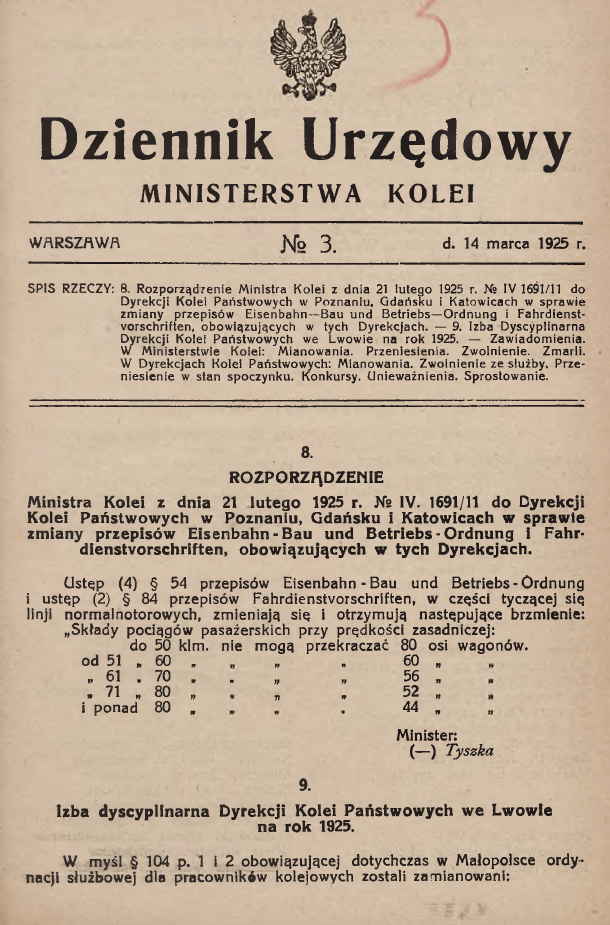 3
Dziennik Urzędowy
MINISTERSTWA KOLEI
WARSZAWA № 3. d. 14 marca 1925 r.
SPIS RZECZY: 8. Rozporządzenie Ministra Kolei z dnia 21 lutego 1925 r. № IV 1691/11 do
Dyrekcji Kolei Państwowych w Poznaniu, Gdańsku i Katowicach w sprawie
zmiany przepisów Eisenbahn—Bau und Betriebs—Ordnung i Fahrdienst-
vorschriften, obowiązujących w tych Dyrekcjach. — 9. Izba Dyscyplinarna
Dyrekcji Kolei Państwowych we Lwowie na rok 1925. — Zawiadomienia.
W Ministerstwie Kolei: Mianowania. Przeniesienia. Zwolnienie. Zmarli.
W Dyrekcjach Kolei Państwowych: Mianowania. Zwolnienie ze służby. Prze-
niesienie w stan spoczynku. Konkursy. Unieważnienia. Sprostowanie.
8.
ROZPORZĄDZENIE
Ministra Kolei z dnia 21 lutego 1925 r. № IV. 1691/11 do Dyrekcji
Kolei Państwowych w Poznaniu, Gdańsku i Katowicach w sprawie
zmiany przepisów Eisenbahn-Bau und Betriebs-Ordnung i Fahr-
dienstvorschriften, obowiązujących w tych Dyrekcjach.
Ustęp (4) § 54 przepisów Eisenbahn-Bau und Betriebs-Ordnung
i ustęp (2) § 84 przepisów Fahrdienstvorschriften, w części tyczącej się
linji normalnotorowych, zmieniają się i otrzymują następujące brzmienie:
„Składy pociągów pasażerskich przy prędkości zasadniczej:
do 50 klm. nie mogą przekraczać 80 osi wagonów.
od 51 „ 60 „ „ „ „ 60 „ „
„ 61 „ 70 „ „ „ „ 56 „ „
„ 71 „ 80 „ „ „ „ 52 „ „
i ponad 80 „ „ „ „ 44 „ „
Minister:
(—) Tyszka
9.
Izba dyscyplinarna Dyrekcji Kolei Państwowych we Lwowie
na rok 1925.
W myśl § 104 p. 1 i 2 obowiązującej dotychczas w Małopolsce ordy-
nacji służbowej dla pracowników kolejowych zostali zamianowani: